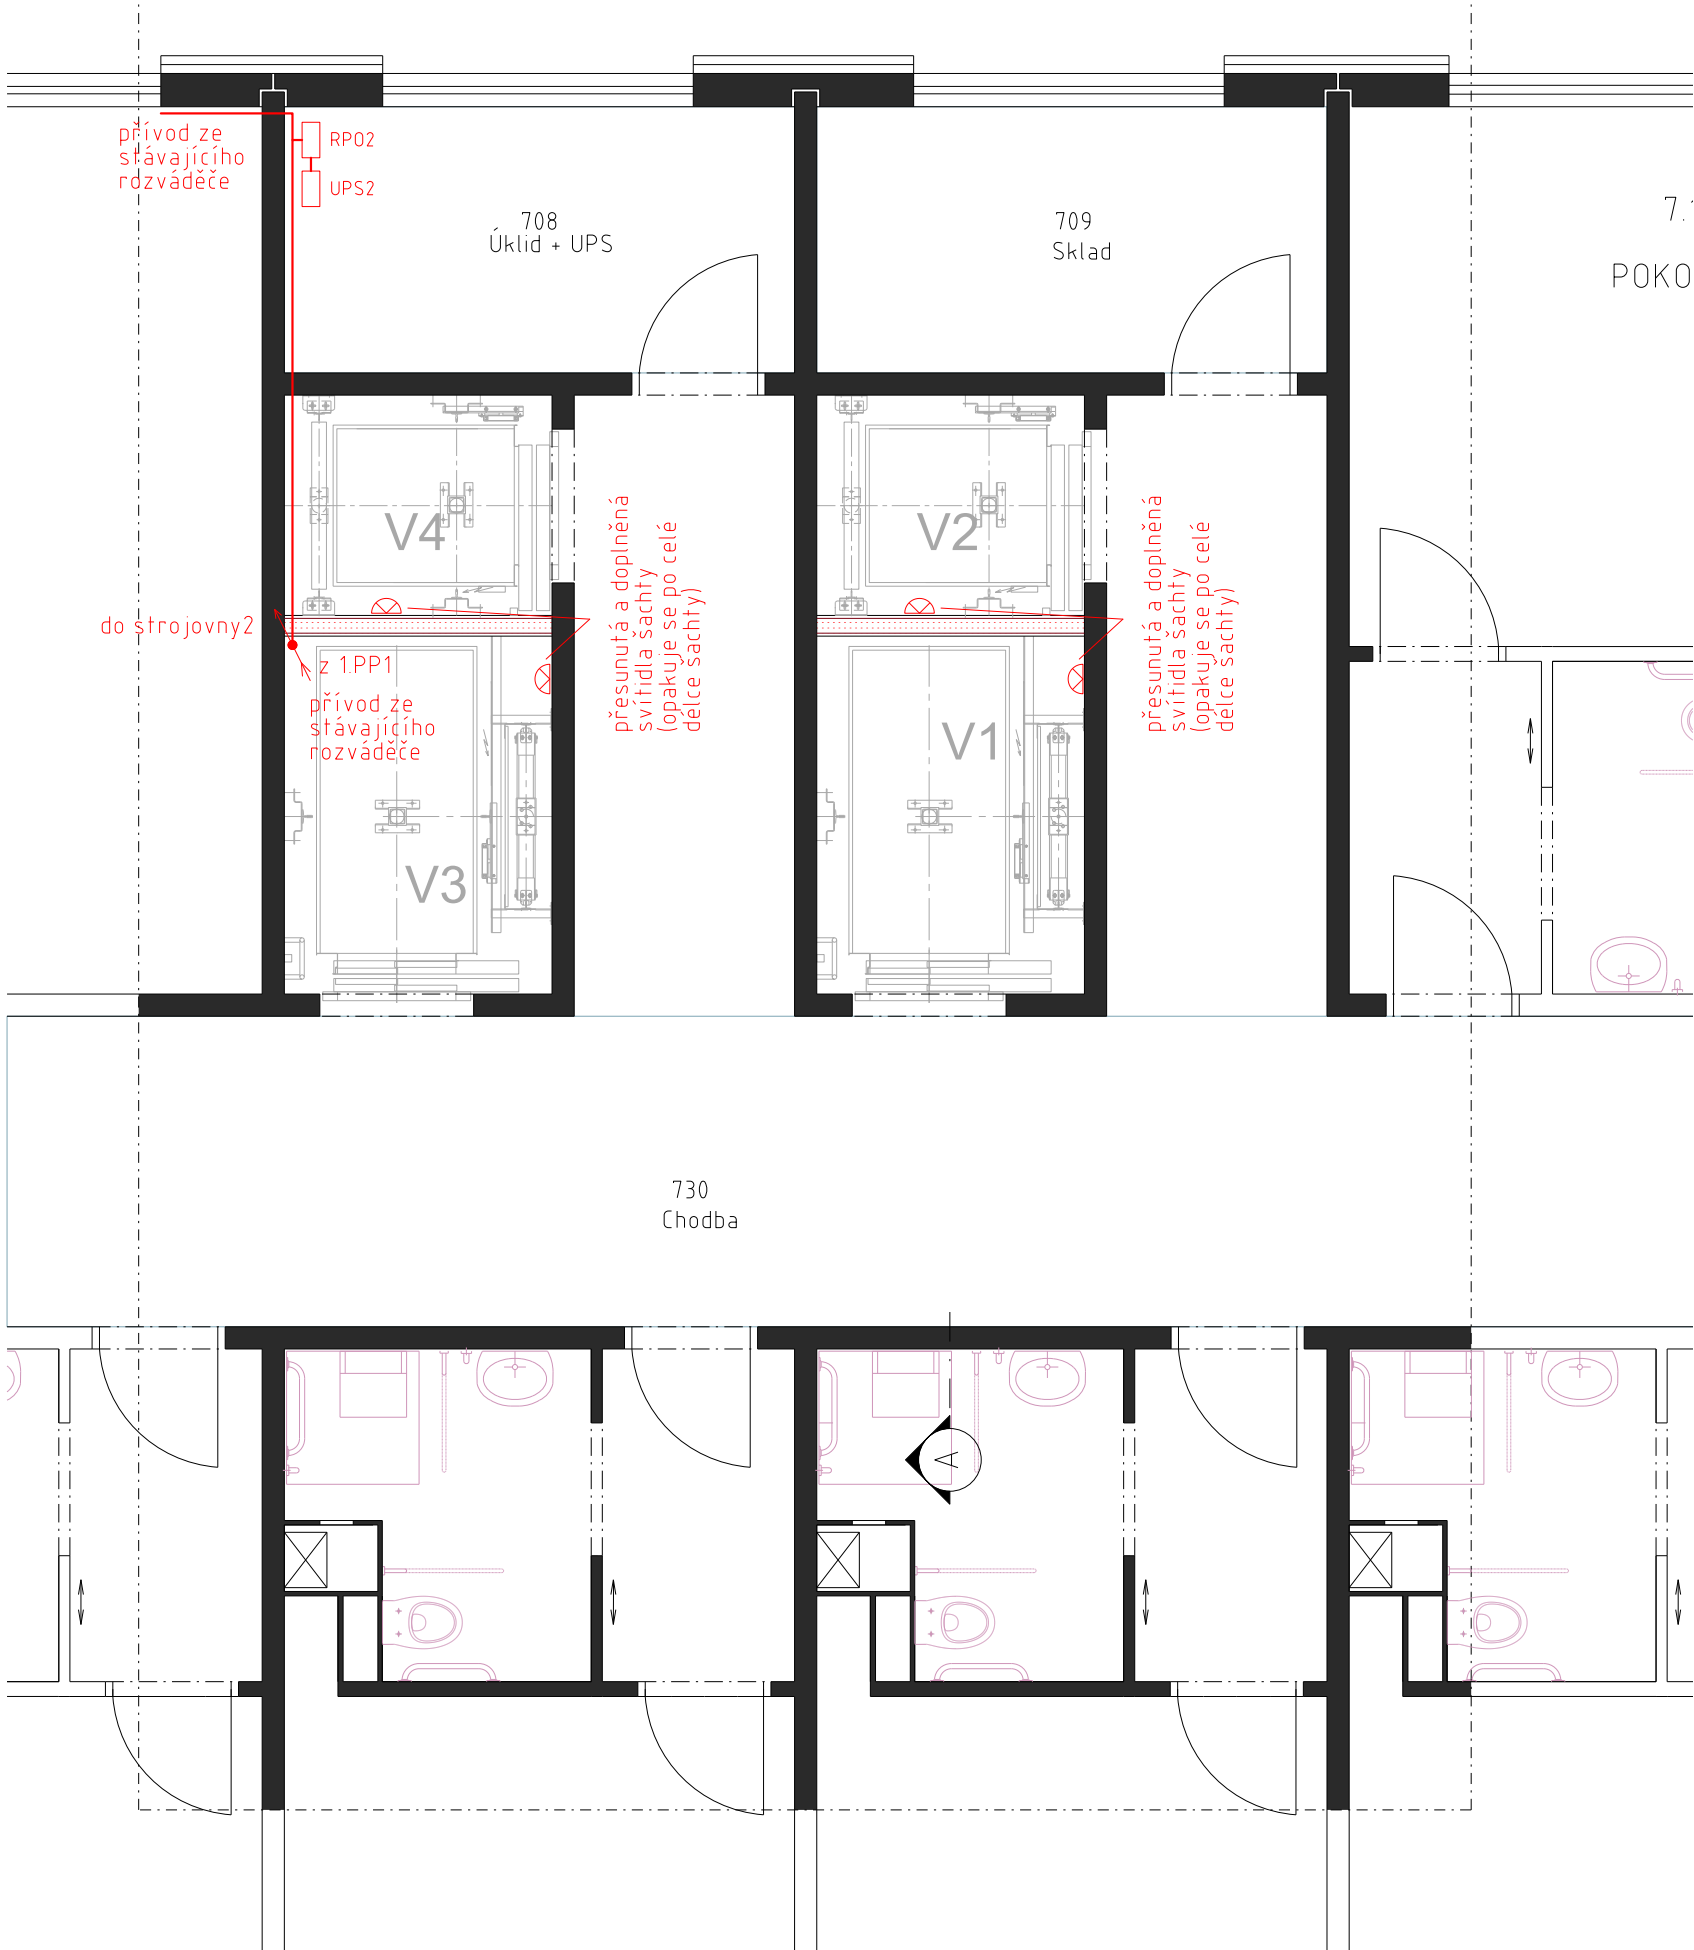 přívod ze
stávajícího
rozváděče
RPO2
UPS2
708
Úklid + UPS
709
Sklad
POKO
V4
V2
přesunutá a doplněná
svítidla šachty
(opakuje se po celé
délce šachty)
přesunutá a doplněná
svítidla šachty
(opakuje se po celé
délce šachty)
do strojovny2
z 1.PP1
přívod ze
stávajícího
rozváděče
V1
V3
730
Chodba
A